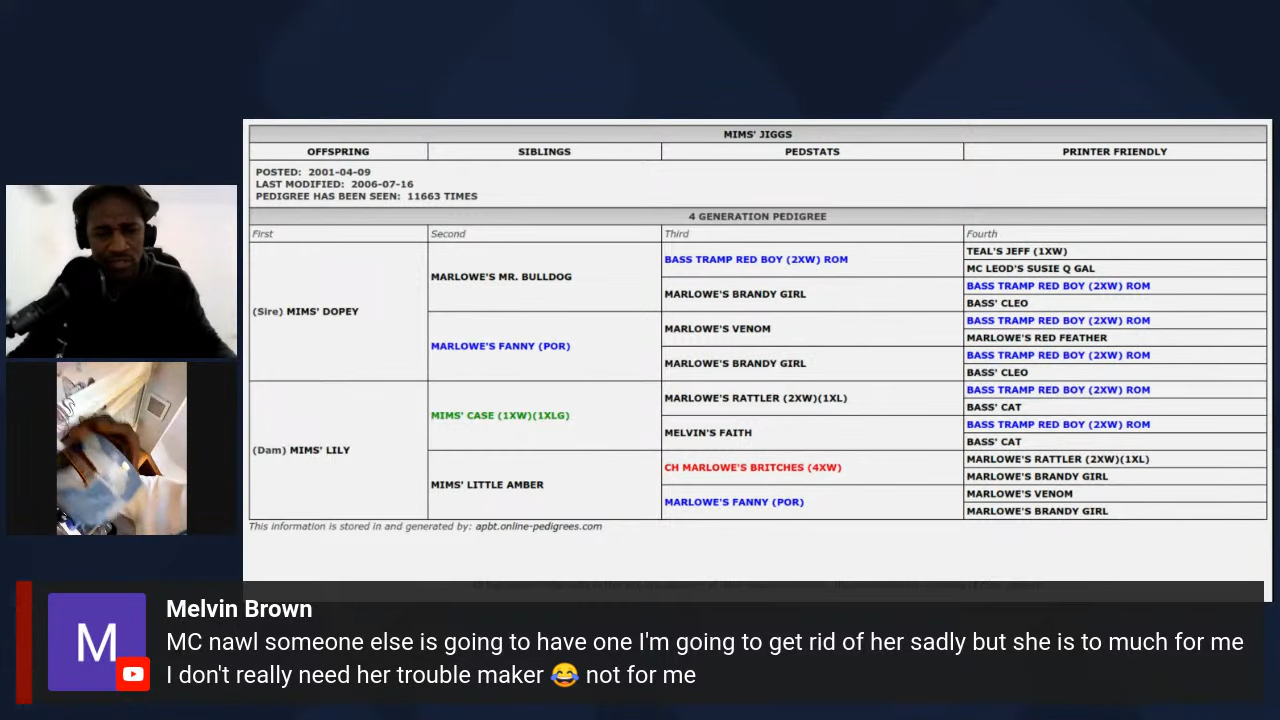 MIMS' JIGGS
OFFSPRING SIBLINGS PEDSTATS PRINTER FRIENDLY
POSTED: 2001-04-09
LAST MODIFIED: 2006-07-16
PEDIGREE HAS BEEN SEEN: 11663 TIMES
4 GENERATION PEDIGREE
First Second Third Fourth
(Sire) MIMS' DOPEY
MARLOWE'S MR. BULLDOG
BASS TRAMP RED BOY (2XW) ROM
TEAL'S JEFF (1XW)
MC LEOD'S SUSIE Q GAL
MARLOWE'S BRANDY GIRL
BASS TRAMP RED BOY (2XW) ROM
BASS' CLEO
MARLOWE'S FANNY (POR)
MARLOWE'S VENOM
BASS TRAMP RED BOY (2XW) ROM
MARLOWE'S RED FEATHER
MARLOWE'S BRANDY GIRL
BASS TRAMP RED BOY (2XW) ROM
BASS' CLEO
(Dam) MIMS' LILY
MIMS' CASE (1XW)(1XLG)
MARLOWE'S RATTLER (2XW)(1XL)
BASS TRAMP RED BOY (2XW) ROM
BASS' CAT
MELVIN'S FAITH
BASS TRAMP RED BOY (2XW) ROM
BASS' CAT
MIMS' LITTLE AMBER
CH MARLOWE'S BRITCHES (4XW)
MARLOWE'S RATTLER (2XW)(1XL)
MARLOWE'S BRANDY GIRL
MARLOWE'S FANNY (POR)
MARLOWE'S VENOM
MARLOWE'S BRANDY GIRL
This information is stored in and generated by: apbt.online-pedigrees.com
M
Melvin Brown
MC nawl someone else is going to have one I'm going to get rid of her sadly but she is to much for me
I don't really need her trouble maker 😂 not for me